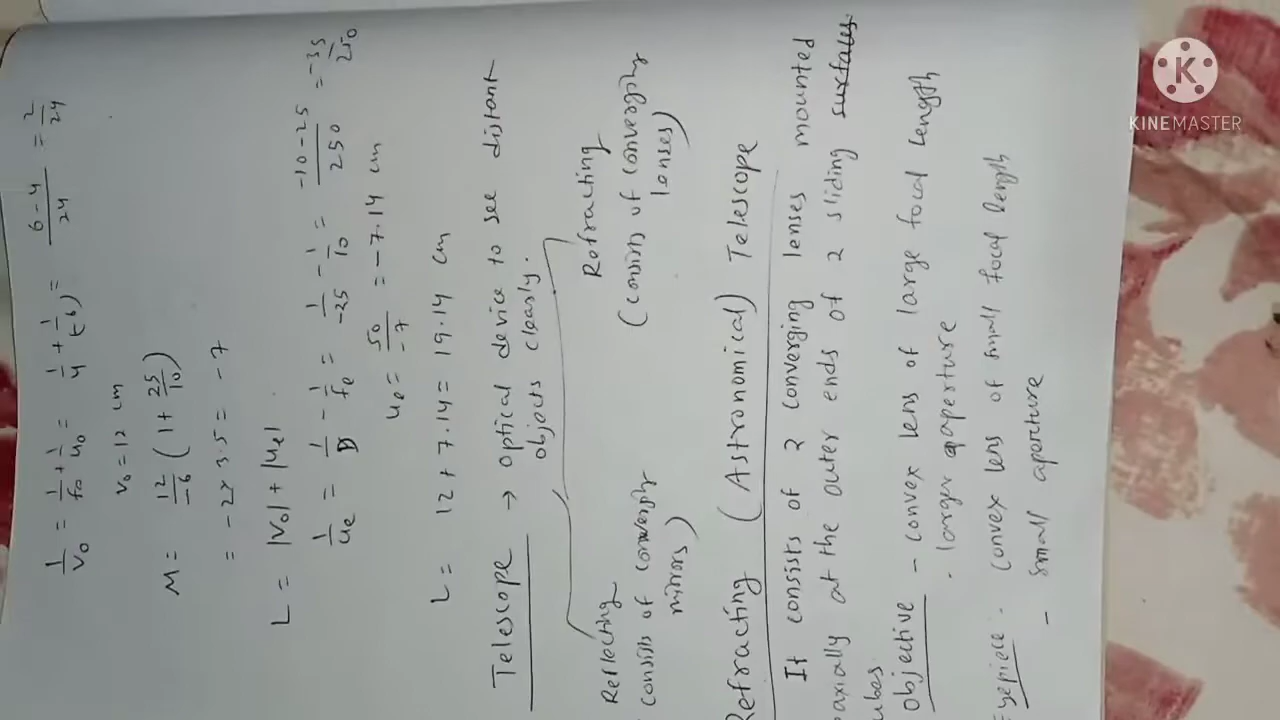 1/v₀ = 1/f₀ + 1/u₀ = 1/4 + 1/(-6) = (6-4)/24 = 2/24
v₀ = 12 cm
M = 12/-6 (1 + 25/10)
= -2 × 3.5 = -7
L = |v₀| + |ue|
1/ue = 1/D - 1/fe = 1/-25 - 1/10 = (-10-25)/250 = -35/250
ue = 50/-7 = -7.14 cm
L = 12 + 7.14 = 19.14 cm
Telescope → optical device to see distant
objects clearly.
Reflecting
consists of
mirrors)
Refracting
(consists of converging
lenses)
Refracting (Astronomical) Telescope
It consists of 2 converging lenses mounted
oaxially at the outer ends of 2 sliding surfaces
ubes
Objective - convex lens of large focal length
. larger aperture
Eyepiece . convex lens of small focal length
- small aperture
KINEMASTER